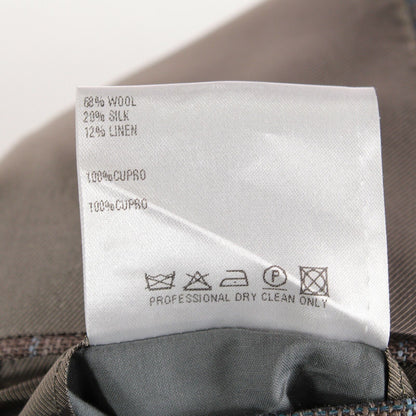 68% WOOL
20% SILK
12% LINEN
100%CUPRO
100%CUPRO
P
PROFESSIONAL DRY CLEAN ONLY